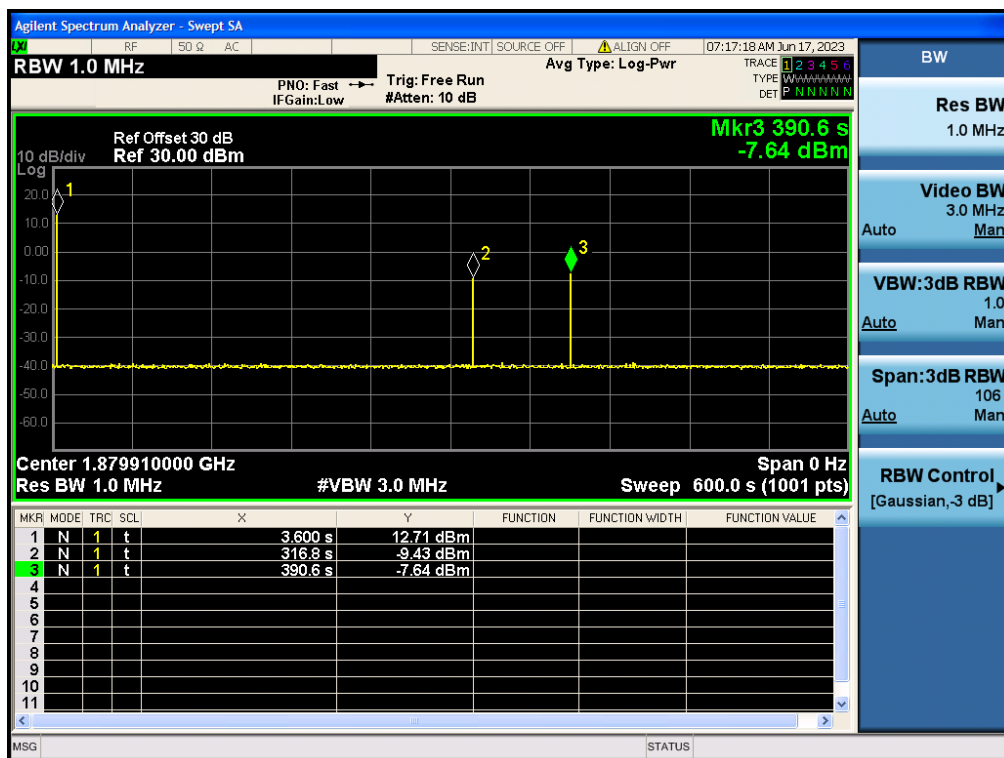 Agilent Spectrum Analyzer - Swept SA
LXI RF 50 Ω AC SENSE:INT SOURCE OFF ALIGN OFF 07:17:18 AM Jun 17, 2023
RBW 1.0 MHz
PNO: Fast
IFGain:Low
Trig: Free Run
#Atten: 10 dB
Avg Type: Log-Pwr
TRACE 1 2 3 4 5 6
TYPE W
DET P N N N N N
Mkr3 390.6 s
-7.64 dBm
Ref Offset 30 dB
10 dB/div Ref 30.00 dBm
Log
20.0
10.0
0.00
-10.0
-20.0
-30.0
-40.0
-50.0
-60.0
1
2
3
Center 1.879910000 GHz Span 0 Hz
Res BW 1.0 MHz #VBW 3.0 MHz Sweep 600.0 s (1001 pts)
MKR MODE TRC SCL X Y FUNCTION FUNCTION WIDTH FUNCTION VALUE
1 N 1 t 3.600 s 12.71 dBm
2 N 1 t 316.8 s -9.43 dBm
3 N 1 t 390.6 s -7.64 dBm
4
5
6
7
8
9
10
11
MSG STATUS
BW
Res BW
1.0 MHz
Video BW
3.0 MHz
Auto Man
VBW:3dB RBW
1.0
Auto Man
Span:3dB RBW
106
Auto Man
RBW Control
[Gaussian,-3 dB]